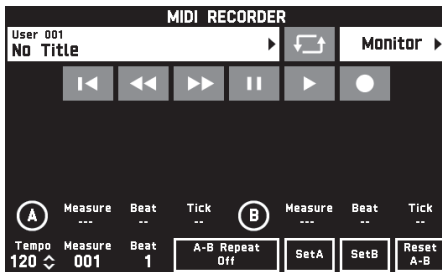 MIDI RECORDER
User 001
No Title
Monitor
A Measure Beat Tick B Measure Beat Tick
--- -- -- --- -- --
Tempo Measure Beat A-B Repeat SetA SetB Reset
120 001 1 Off A-B